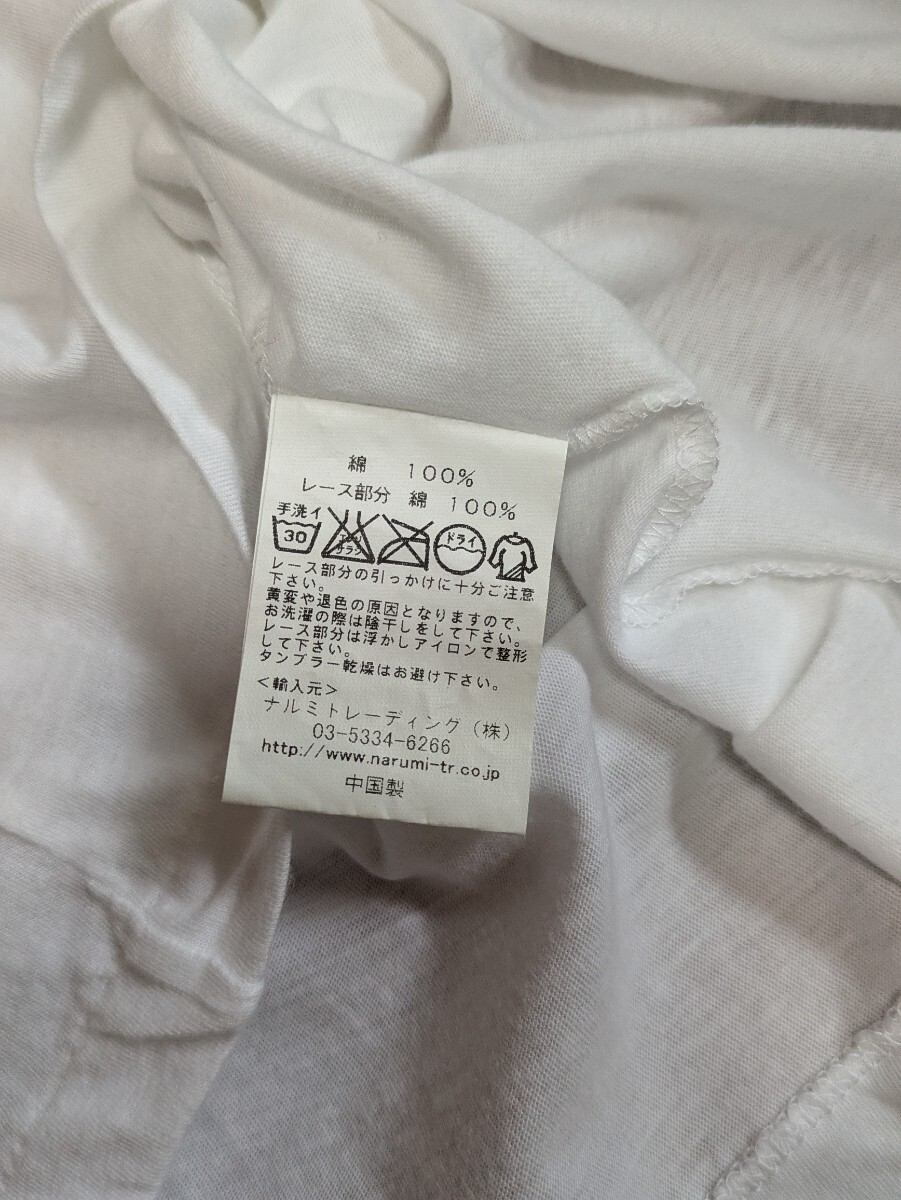 綿　100%
レース部分 綿 100%
手洗イ
30
エンソ
サラシ
ドライ
レース部分の引っかけに十分ご注意
下さい。
黄変や退色の原因となりますので、
お洗濯の際は陰干しをして下さい。
レース部分は浮かしアイロンで整形
して下さい。
タンブラー乾燥はお避け下さい。
<輸入元>
ナルミトレーディング(株)
03-5334-6266
http://www.narumi-tr.co.jp
中国製